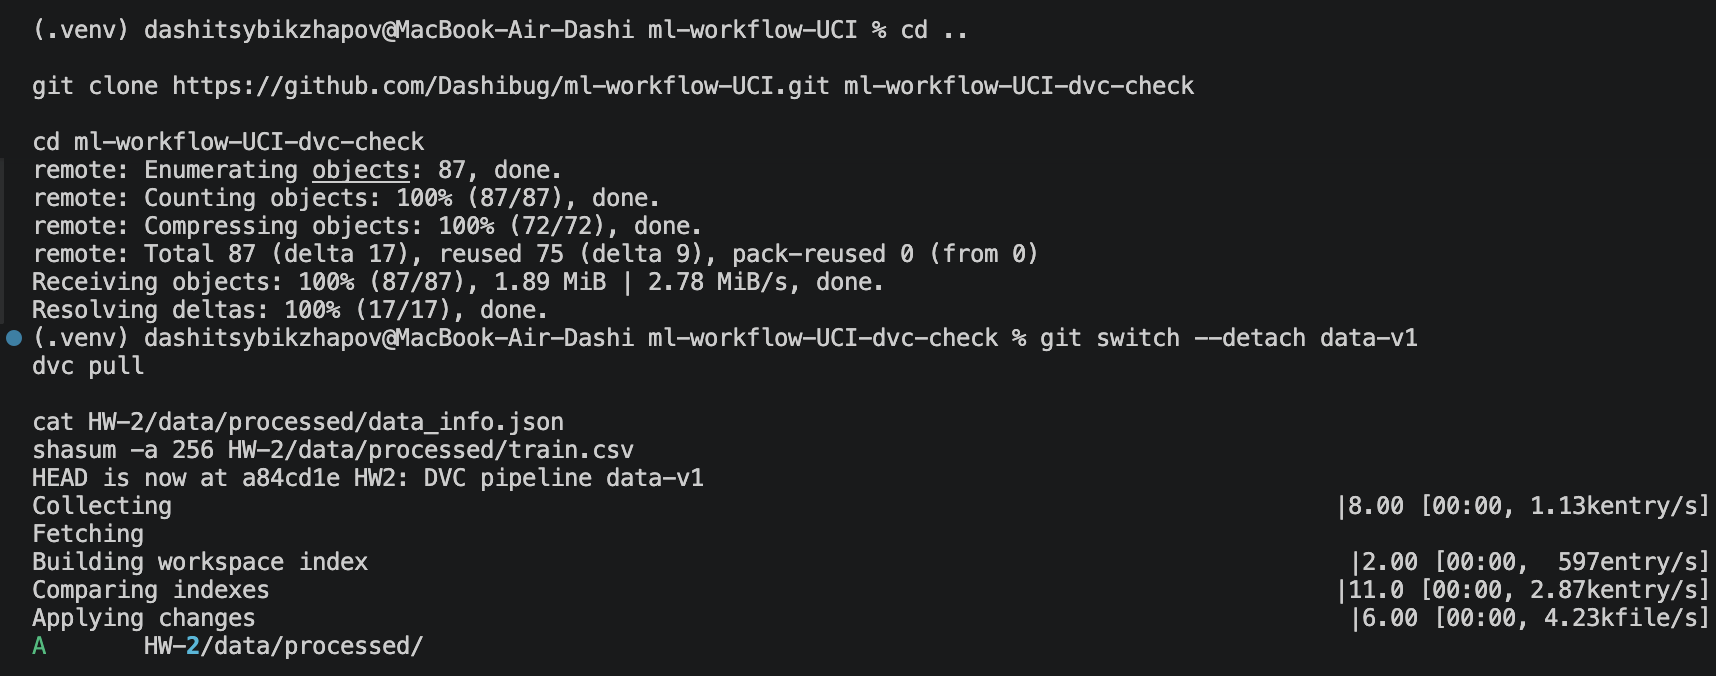 (.venv) dashitsybikzhapov@MacBook-Air-Dashi ml-workflow-UCI % cd ..
git clone https://github.com/Dashibug/ml-workflow-UCI.git ml-workflow-UCI-dvc-check
cd ml-workflow-UCI-dvc-check
remote: Enumerating objects: 87, done.
remote: Counting objects: 100% (87/87), done.
remote: Compressing objects: 100% (72/72), done.
remote: Total 87 (delta 17), reused 75 (delta 9), pack-reused 0 (from 0)
Receiving objects: 100% (87/87), 1.89 MiB | 2.78 MiB/s, done.
Resolving deltas: 100% (17/17), done.
(.venv) dashitsybikzhapov@MacBook-Air-Dashi ml-workflow-UCI-dvc-check % git switch --detach data-v1
dvc pull
cat HW-2/data/processed/data_info.json
shasum -a 256 HW-2/data/processed/train.csv
HEAD is now at a84cd1e HW2: DVC pipeline data-v1
Collecting |8.00 [00:00, 1.13kentry/s]
Fetching
Building workspace index |2.00 [00:00,  597entry/s]
Comparing indexes |11.0 [00:00, 2.87kentry/s]
Applying changes |6.00 [00:00, 4.23kfile/s]
A       HW-2/data/processed/